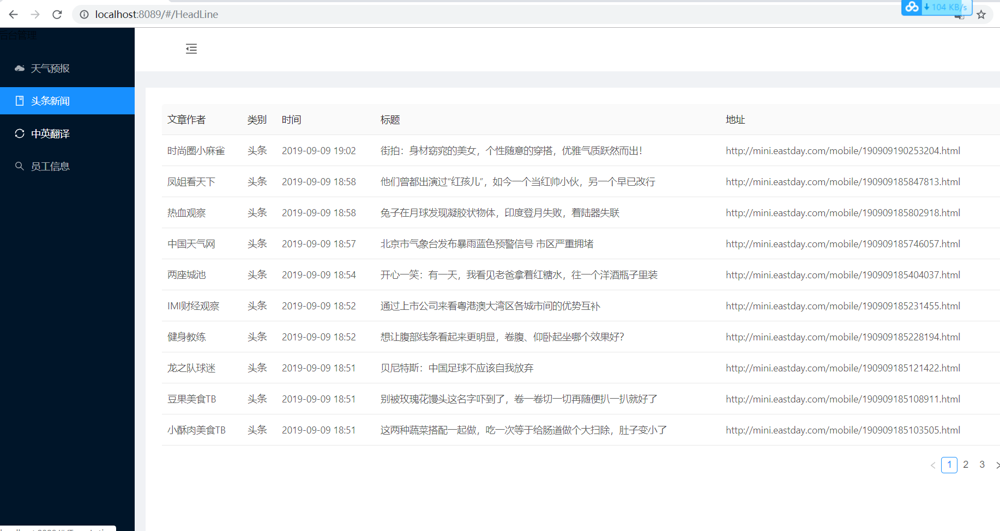 localhost:8089/#/HeadLine
104 KB/s
后台管理
天气预报
头条新闻
中英翻译
员工信息
文章作者 类别 时间 标题 地址
时尚圈小麻雀 头条 2019-09-09 19:02 街拍：身材窈窕的美女，个性随意的穿搭，优雅气质跃然而出！ http://mini.eastday.com/mobile/190909190253204.html
凤姐看天下 头条 2019-09-09 18:58 他们曾都出演过“红孩儿”，如今一个当红帅小伙，另一个早已改行 http://mini.eastday.com/mobile/190909185847813.html
热血观察 头条 2019-09-09 18:58 兔子在月球发现凝胶状物体，印度登月失败，着陆器失联 http://mini.eastday.com/mobile/190909185802918.html
中国天气网 头条 2019-09-09 18:57 北京市气象台发布暴雨蓝色预警信号 市区严重拥堵 http://mini.eastday.com/mobile/190909185746057.html
两座城池 头条 2019-09-09 18:54 开心一笑：有一天，我看见老爸拿着红糖水，往一个洋酒瓶子里装 http://mini.eastday.com/mobile/190909185404037.html
IMI财经观察 头条 2019-09-09 18:52 通过上市公司来看粤港澳大湾区各城市间的优势互补 http://mini.eastday.com/mobile/190909185231455.html
健身教练 头条 2019-09-09 18:52 想让腹部线条看起来更明显，卷腹、仰卧起坐哪个效果好？ http://mini.eastday.com/mobile/190909185228194.html
龙之队球迷 头条 2019-09-09 18:51 贝尼特斯：中国足球不应该自我放弃 http://mini.eastday.com/mobile/190909185121422.html
豆果美食TB 头条 2019-09-09 18:51 别被玫瑰花馒头这名字吓到了，卷一卷切一切再随便扒一扒就好了 http://mini.eastday.com/mobile/190909185108911.html
小酥肉美食TB 头条 2019-09-09 18:51 这两种蔬菜搭配一起做，吃一次等于给肠道做个大扫除，肚子变小了 http://mini.eastday.com/mobile/190909185103505.html
1 2 3